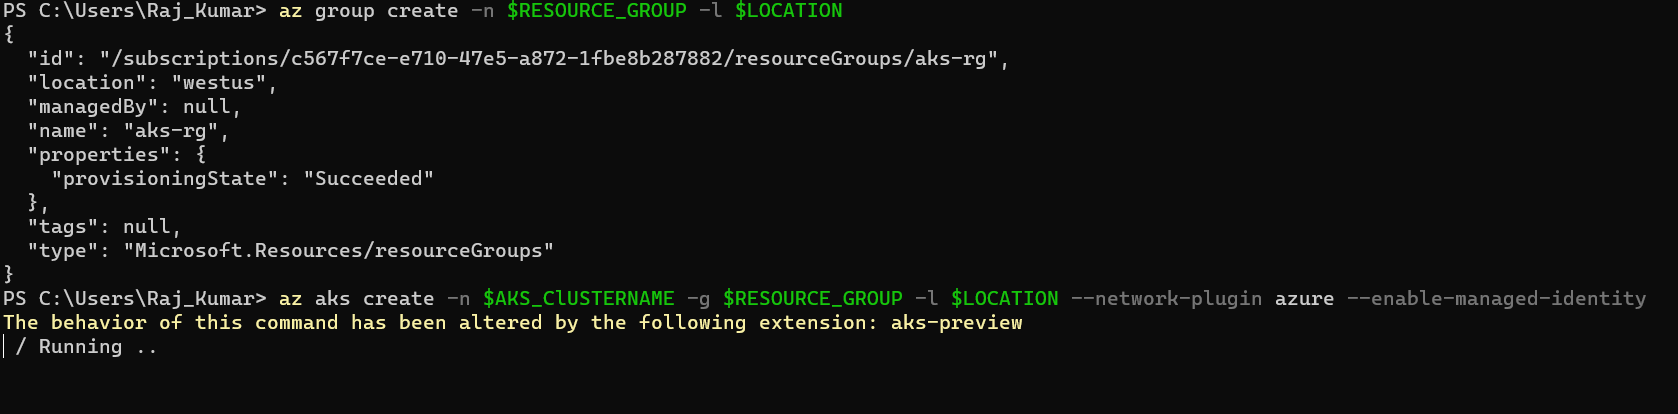 PS C:\Users\Raj_Kumar> az group create -n $RESOURCE_GROUP -l $LOCATION
{
  "id": "/subscriptions/c567f7ce-e710-47e5-a872-1fbe8b287882/resourceGroups/aks-rg",
  "location": "westus",
  "managedBy": null,
  "name": "aks-rg",
  "properties": {
    "provisioningState": "Succeeded"
  },
  "tags": null,
  "type": "Microsoft.Resources/resourceGroups"
}
PS C:\Users\Raj_Kumar> az aks create -n $AKS_ClUSTERNAME -g $RESOURCE_GROUP -l $LOCATION --network-plugin azure --enable-managed-identity
The behavior of this command has been altered by the following extension: aks-preview
 / Running ..